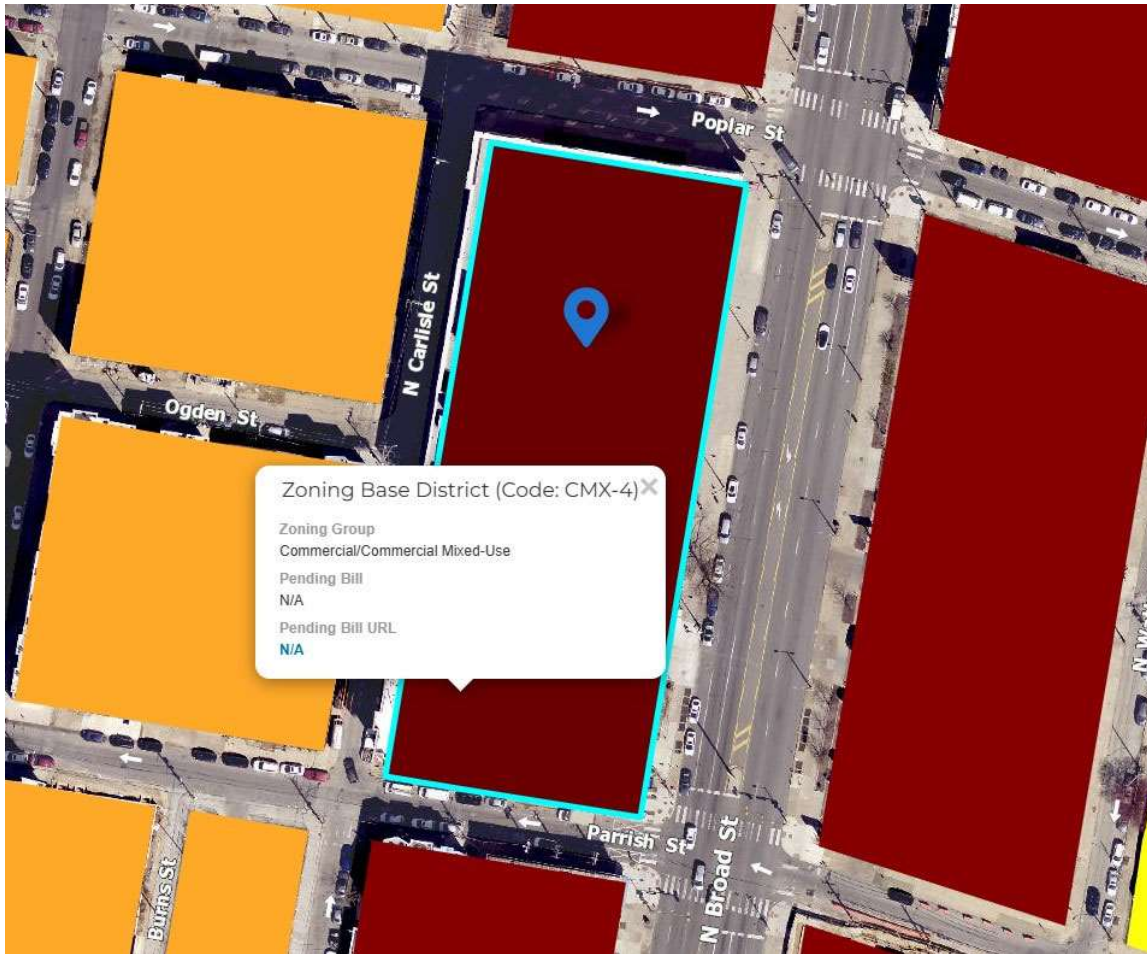 Poplar St
N Carlisle St
Ogden St
Zoning Base District (Code: CMX-4)
Zoning Group
Commercial/Commercial Mixed-Use
Pending Bill
N/A
Pending Bill URL
N/A
Parrish St
N Broad St
Burns St